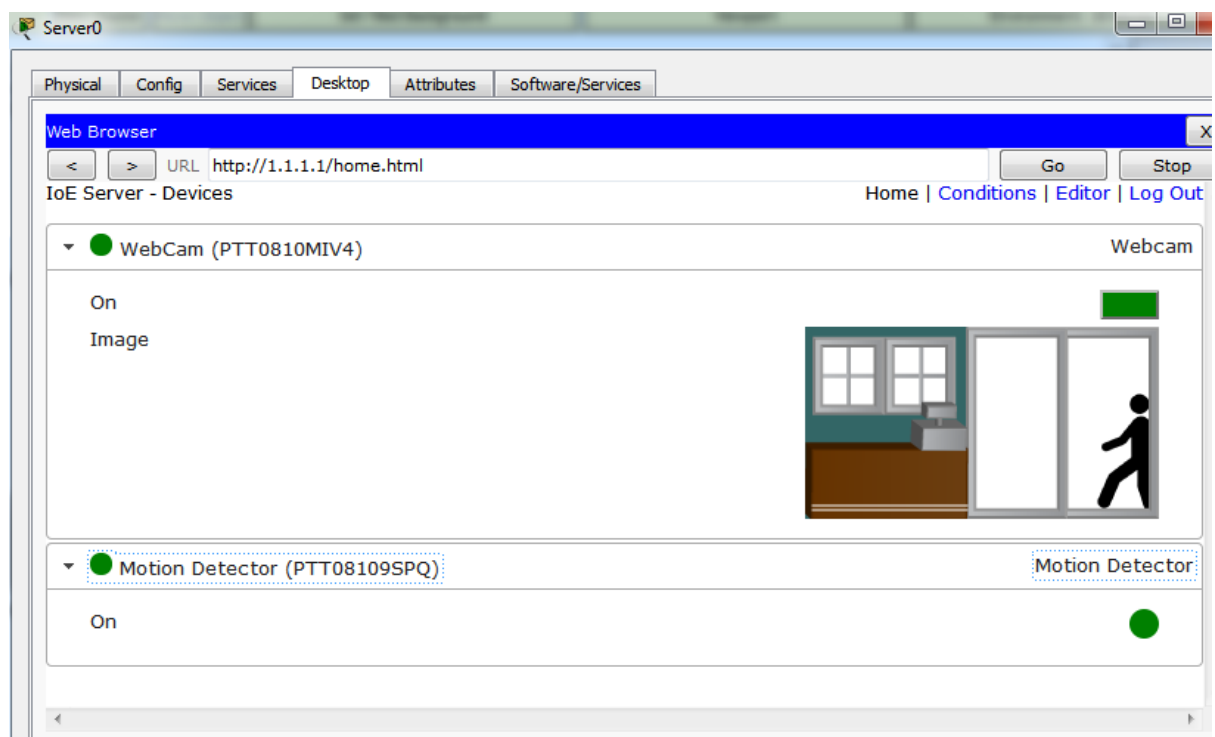 Server0
Physical Config Services Desktop Attributes Software/Services
Web Browser X
< > URL http://1.1.1.1/home.html Go Stop
IoE Server - Devices Home | Conditions | Editor | Log Out
WebCam (PTT0810MIV4) Webcam
On
Image
Motion Detector (PTT08109SPQ) Motion Detector
On